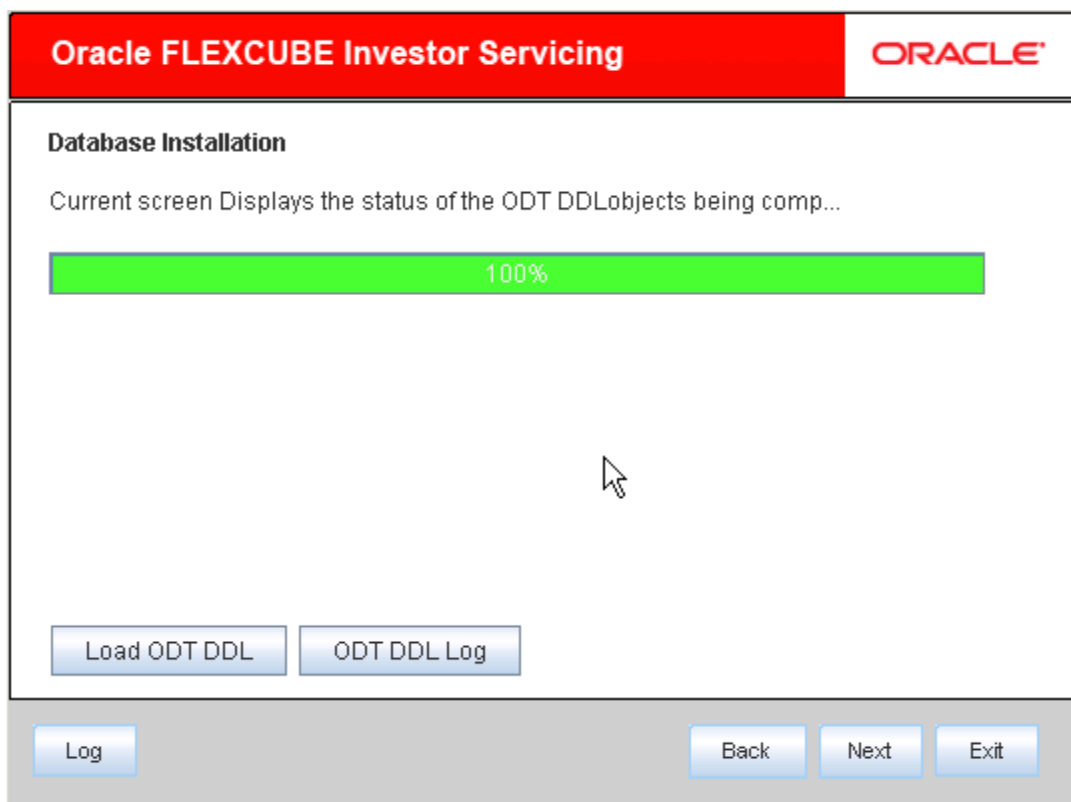 Oracle FLEXCUBE Investor Servicing
ORACLE
Database Installation
Current screen Displays the status of the ODT DDLobjects being comp...
100%
Load ODT DDL
ODT DDL Log
Log
Back
Next
Exit